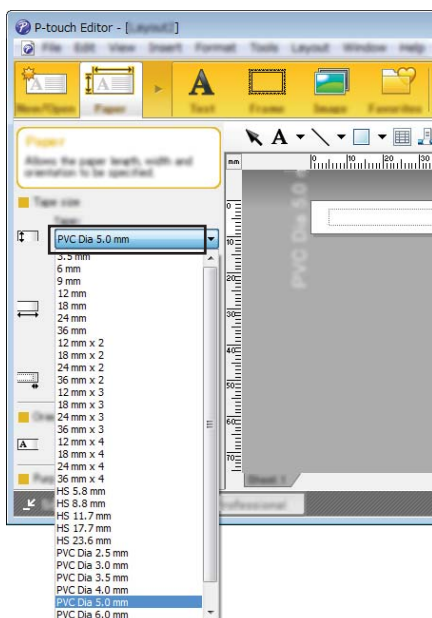 P-touch Editor - [Layout2]
File Edit View Insert Format Tools Layout Window Help
New/Open Paper Text Frame Image Favorites
Paper
Allows the paper length, width and
orientation to be specified.
A
mm
0 10 20 30
Tape size
Tape:
PVC Dia 5.0 mm
3.5 mm
6 mm
9 mm
12 mm
18 mm
24 mm
36 mm
12 mm x 2
18 mm x 2
24 mm x 2
36 mm x 2
12 mm x 3
18 mm x 3
24 mm x 3
36 mm x 3
12 mm x 4
18 mm x 4
24 mm x 4
36 mm x 4
HS 5.8 mm
HS 8.8 mm
HS 11.7 mm
HS 17.7 mm
HS 23.6 mm
PVC Dia 2.5 mm
PVC Dia 3.0 mm
PVC Dia 3.5 mm
PVC Dia 4.0 mm
PVC Dia 5.0 mm
PVC Dia 6.0 mm
PVC Dia 5.0 m
0
10
20
30
40
50
60
70
Sheet 1
Professional